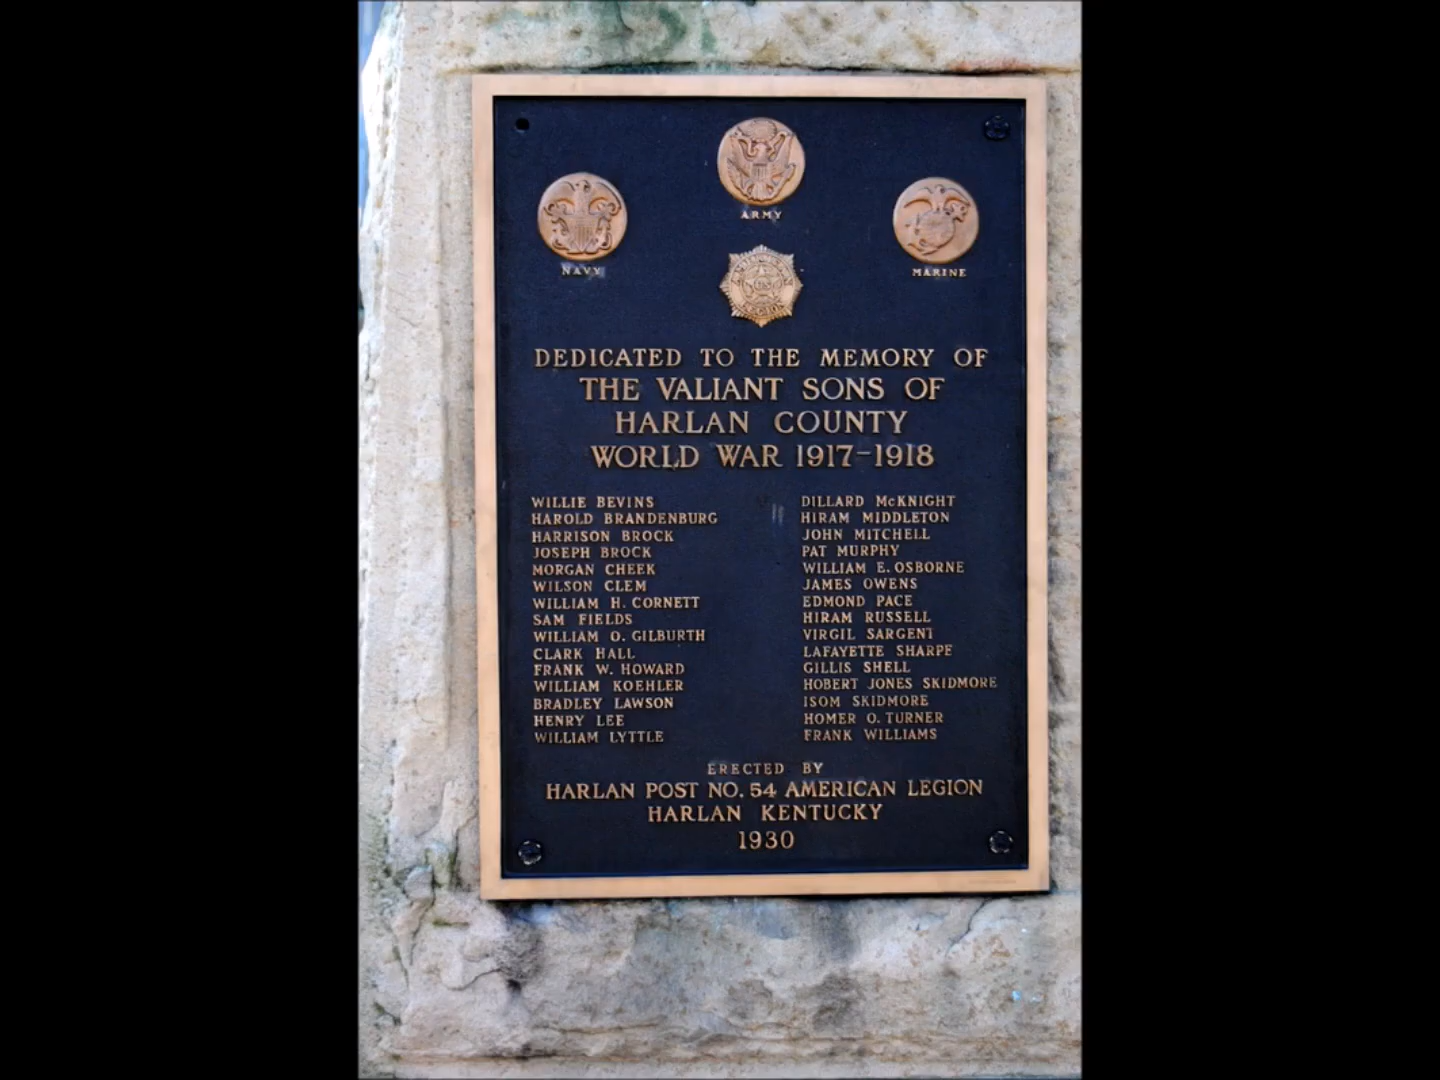 ARMY
NAVY
MARINE
LEGION
DEDICATED TO THE MEMORY OF
THE VALIANT SONS OF
HARLAN COUNTY
WORLD WAR 1917-1918
WILLIE BEVINS
HAROLD BRANDENBURG
HARRISON BROCK
JOSEPH BROCK
MORGAN CHEEK
WILSON CLEM
WILLIAM H. CORNETT
SAM FIELDS
WILLIAM O. GILBURTH
CLARK HALL
FRANK W. HOWARD
WILLIAM KOEHLER
BRADLEY LAWSON
HENRY LEE
WILLIAM LYTTLE
DILLARD McKNIGHT
HIRAM MIDDLETON
JOHN MITCHELL
PAT MURPHY
WILLIAM E. OSBORNE
JAMES OWENS
EDMOND PACE
HIRAM RUSSELL
VIRGIL SARGENT
LAFAYETTE SHARPE
GILLIS SHELL
HOBERT JONES SKIDMORE
ISOM SKIDMORE
HOMER O. TURNER
FRANK WILLIAMS
ERECTED BY
HARLAN POST NO. 54 AMERICAN LEGION
HARLAN KENTUCKY
1930